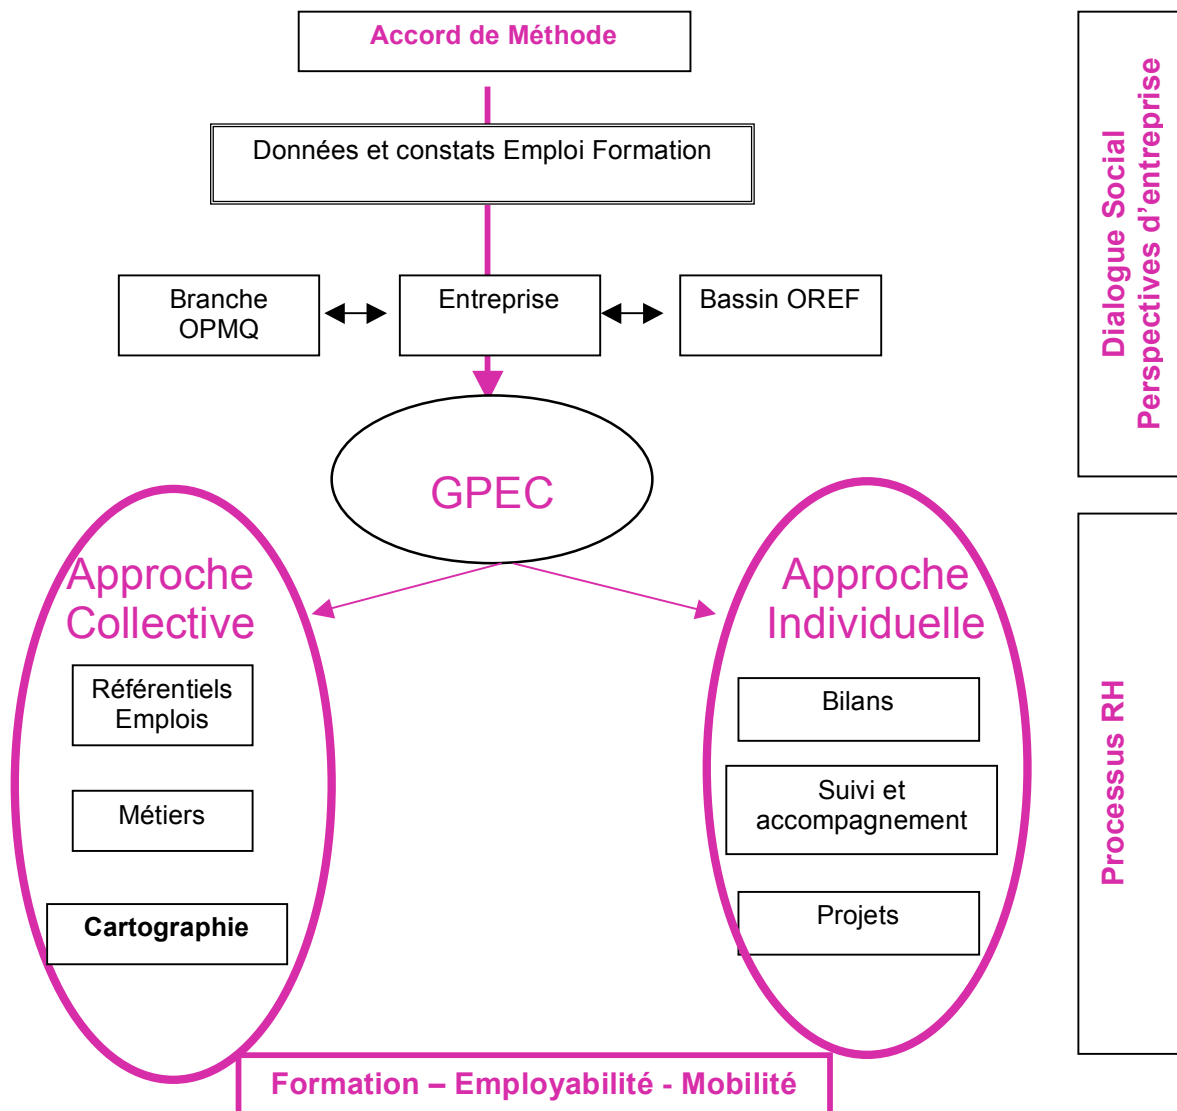 Accord de Méthode
Données et constats Emploi Formation
Branche
OPMQ
Entreprise
Bassin OREF
GPEC
Approche
Collective
Référentiels
Emplois
Métiers
Cartographie
Approche
Individuelle
Bilans
Suivi et
accompagnement
Projets
Formation – Employabilité - Mobilité
Dialogue Social
Perspectives d’entreprise
Processus RH